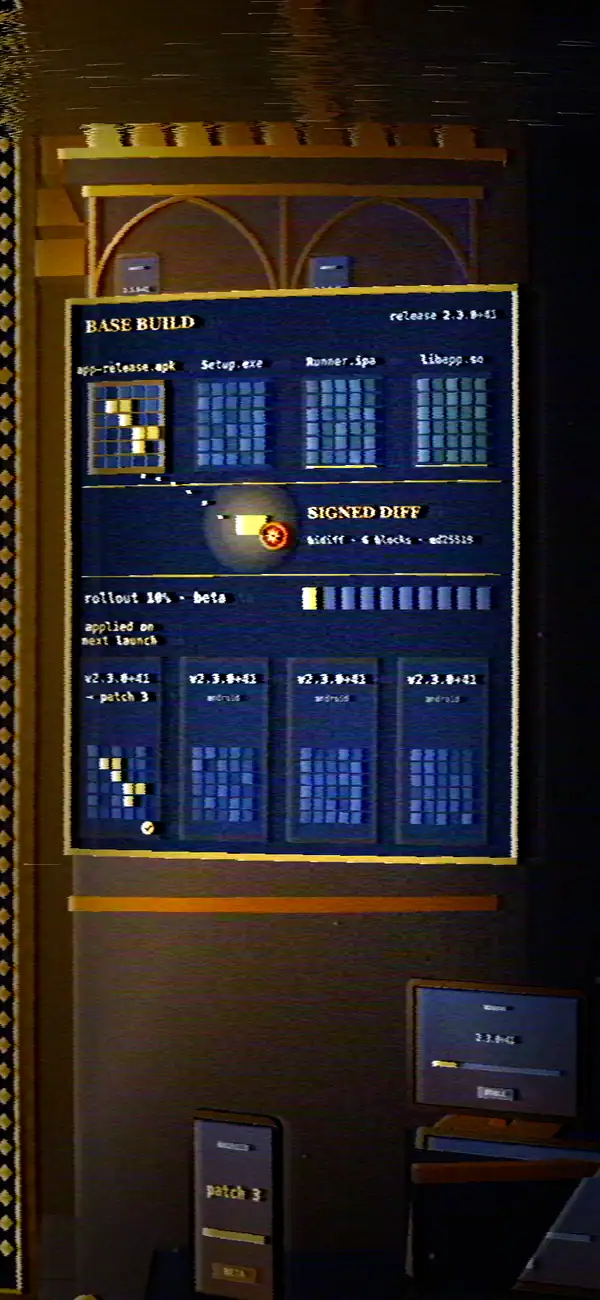 BASE BUILD
release 2.3.0+41
app-release.apk
Setup.exe
Runner.ipa
libapp.so
SIGNED DIFF
bidiff · 6 blocks · ed25519
rollout 10% · beta
applied on
next launch
v2.3.0+41
→ patch 3
v2.3.0+41
android
v2.3.0+41
android
v2.3.0+41
android
2.3.0+41
patch 3
BETA